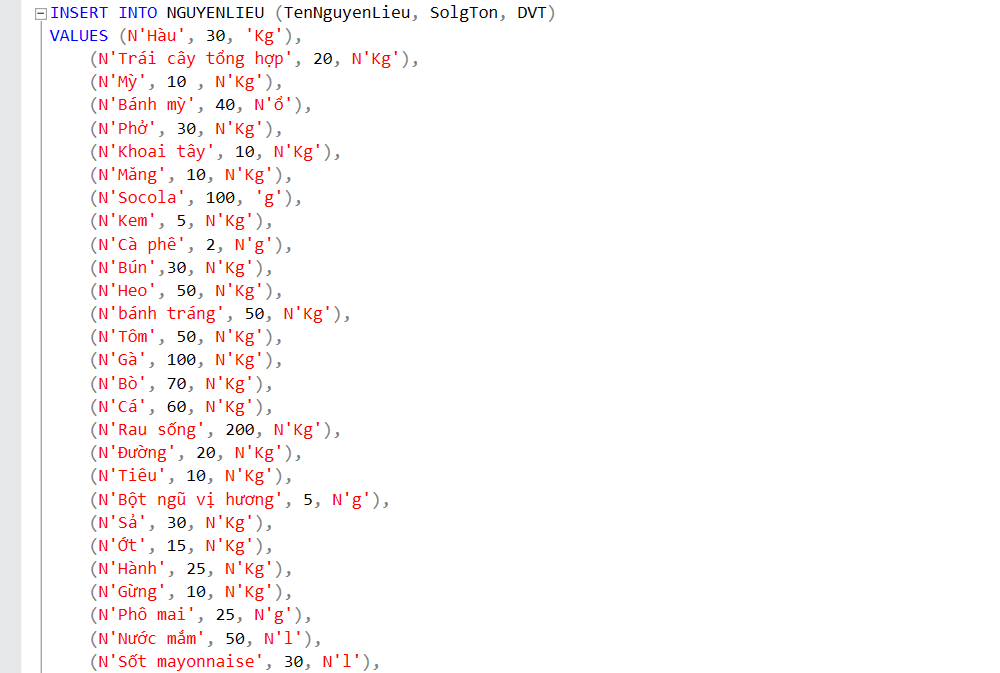 INSERT INTO NGUYENLIEU (TenNguyenLieu, SolgTon, DVT)
VALUES (N'Hàu', 30, 'Kg'),
(N'Trái cây tổng hợp', 20, N'Kg'),
(N'Mỳ', 10 , N'Kg'),
(N'Bánh mỳ', 40, N'ổ'),
(N'Phở', 30, N'Kg'),
(N'Khoai tây', 10, N'Kg'),
(N'Măng', 10, N'Kg'),
(N'Socola', 100, 'g'),
(N'Kem', 5, N'Kg'),
(N'Cà phê', 2, N'g'),
(N'Bún',30, N'Kg'),
(N'Heo', 50, N'Kg'),
(N'bánh tráng', 50, N'Kg'),
(N'Tôm', 50, N'Kg'),
(N'Gà', 100, N'Kg'),
(N'Bò', 70, N'Kg'),
(N'Cá', 60, N'Kg'),
(N'Rau sống', 200, N'Kg'),
(N'Đường', 20, N'Kg'),
(N'Tiêu', 10, N'Kg'),
(N'Bột ngũ vị hương', 5, N'g'),
(N'Sả', 30, N'Kg'),
(N'Ớt', 15, N'Kg'),
(N'Hành', 25, N'Kg'),
(N'Gừng', 10, N'Kg'),
(N'Phô mai', 25, N'g'),
(N'Nước mắm', 50, N'l'),
(N'Sốt mayonnaise', 30, N'l'),